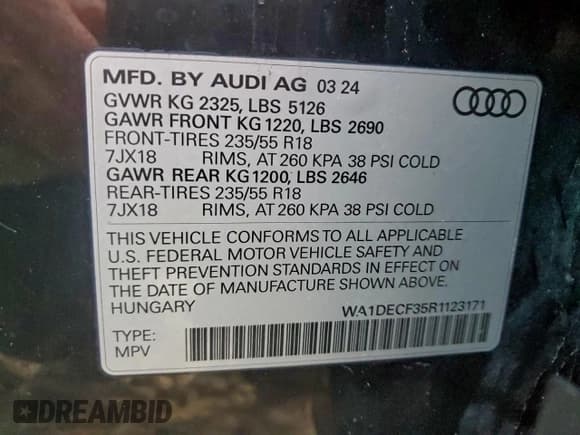 MFD. BY AUDI AG 03 24
GVWR KG 2325, LBS 5126
GAWR FRONT KG 1220, LBS 2690
FRONT-TIRES 235/55 R18
7JX18 RIMS, AT 260 KPA 38 PSI COLD
GAWR REAR KG1200, LBS 2646
REAR-TIRES 235/55 R18
7JX18 RIMS, AT 260 KPA 38 PSI COLD
THIS VEHICLE CONFORMS TO ALL APPLICABLE
U.S. FEDERAL MOTOR VEHICLE SAFETY AND
THEFT PREVENTION STANDARDS IN EFFECT ON
THE DATE OF MANUFACTURE SHOWN ABOVE.
HUNGARY
WA1DECF35R1123171
TYPE:
MPV
DREAMBID